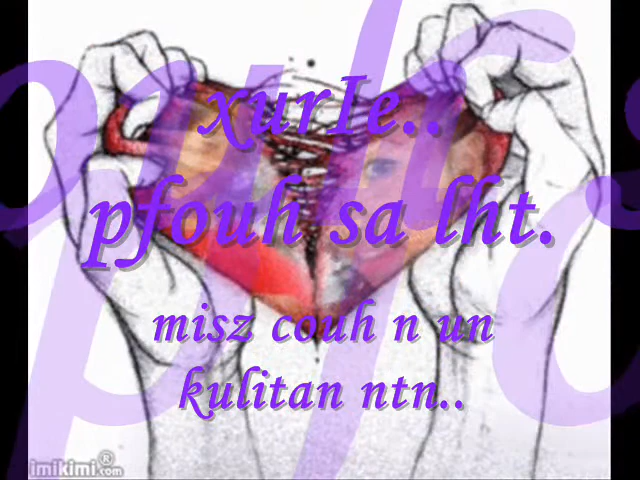 xurIe..
pfouh sa lht.
misz couh n un
kulitan ntn..
imikimi.com®